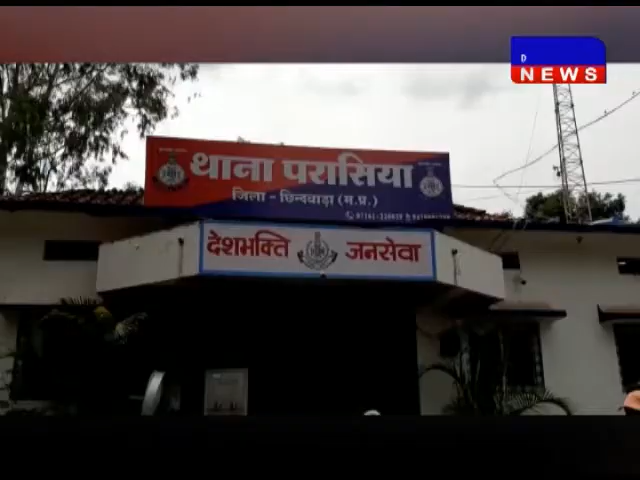 D
NEWS
थाना परासिया
जिला - छिन्दवाड़ा (म.प्र.)
देशभक्ति जनसेवा